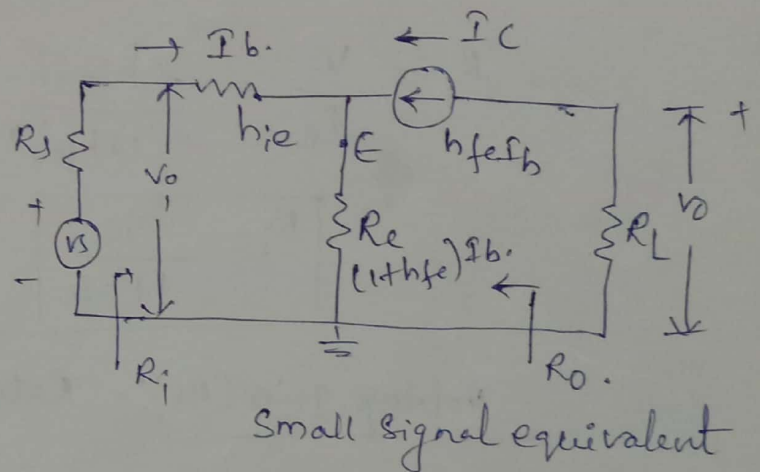 → Ib.
← Ic
Rs
hie
hfeIb
+
Vo
E
+
Vs
-
Re
(1+hfe)Ib.
RL
Vo
Ri
Ro.
Small signal equivalent